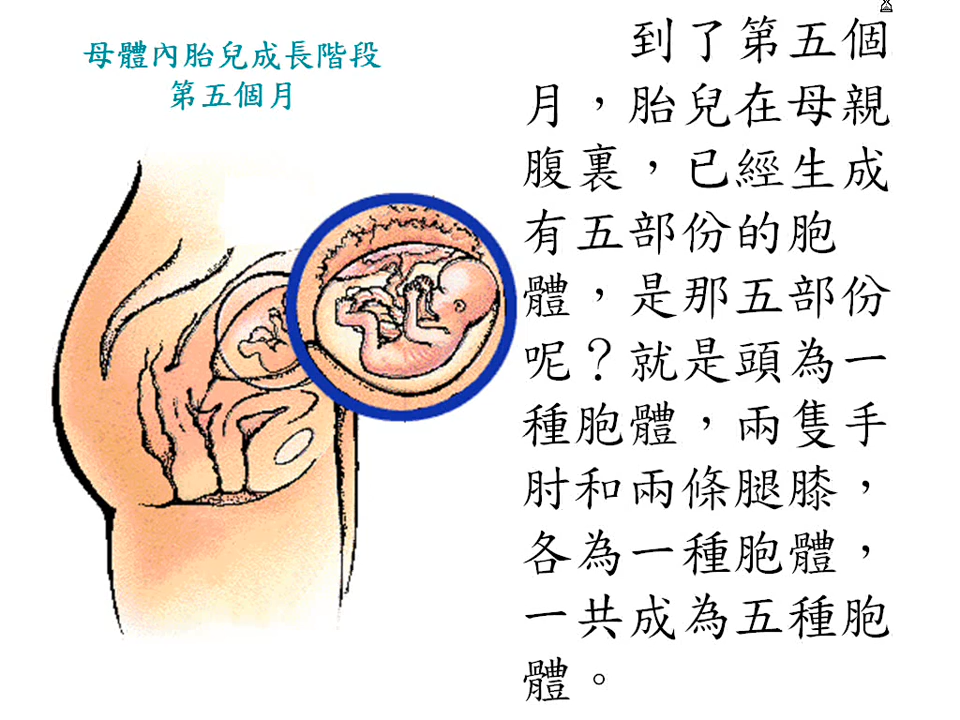 母體內胎兒成長階段
第五個月
到了第五個
月，胎兒在母親
腹裏，已經生成
有五部份的胞
體，是那五部份
呢？就是頭為一
種胞體，兩隻手
肘和兩條腿膝，
各為一種胞體，
一共成為五種胞
體。